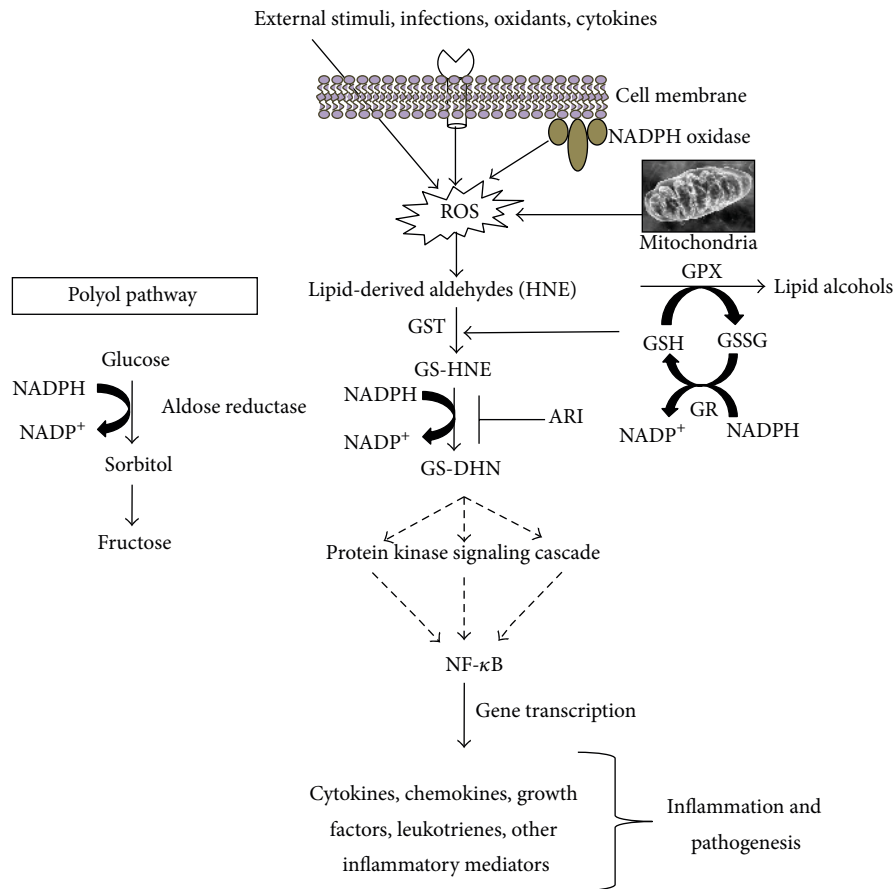 External stimuli, infections, oxidants, cytokines
Cell membrane
NADPH oxidase
ROS
Mitochondria
Polyol pathway
Lipid-derived aldehydes (HNE)
GPX
Lipid alcohols
GST
GSH
GSSG
Glucose
GS-HNE
NADPH
Aldose reductase
NADPH
ARI
GR
NADP+
NADP+
NADP+
NADPH
Sorbitol
GS-DHN
Fructose
Protein kinase signaling cascade
NF-κB
Gene transcription
Cytokines, chemokines, growth
factors, leukotrienes, other
inflammatory mediators
Inflammation and
pathogenesis